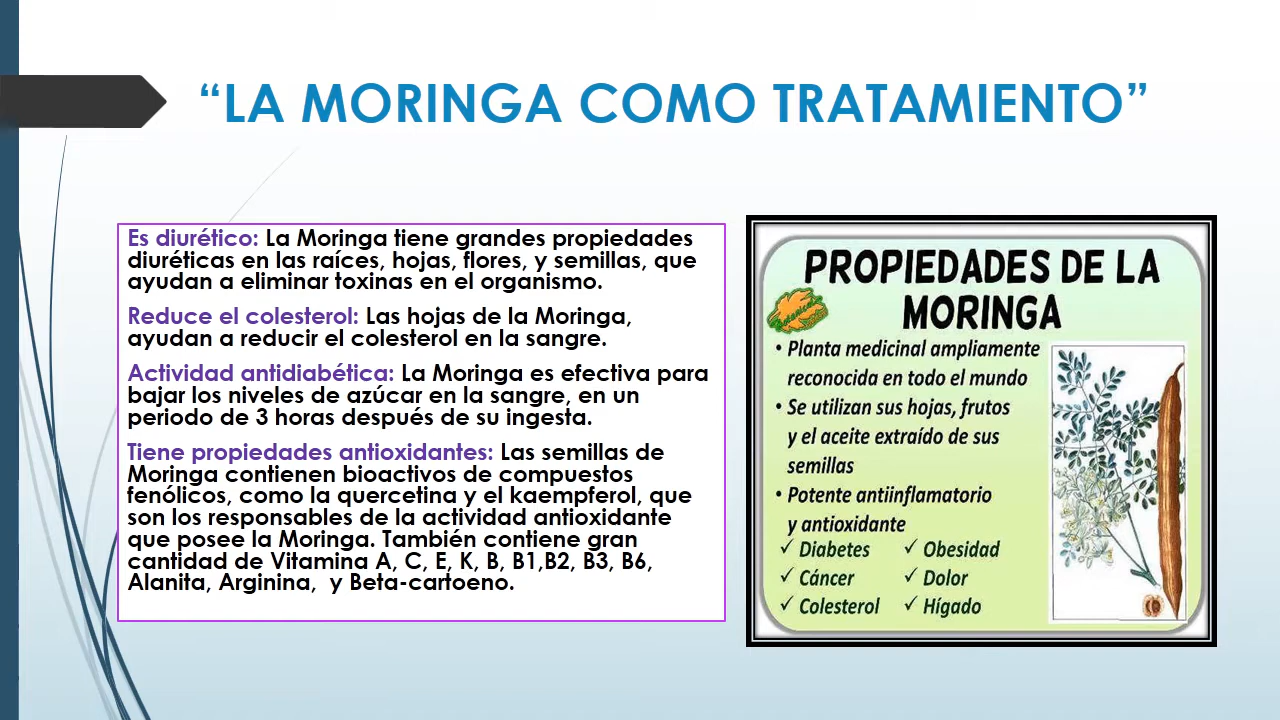 “LA MORINGA COMO TRATAMIENTO”
Es diurético: La Moringa tiene grandes propiedades
diuréticas en las raíces, hojas, flores, y semillas, que
ayudan a eliminar toxinas en el organismo.
Reduce el colesterol: Las hojas de la Moringa,
ayudan a reducir el colesterol en la sangre.
Actividad antidiabética: La Moringa es efectiva para
bajar los niveles de azúcar en la sangre, en un
periodo de 3 horas después de su ingesta.
Tiene propiedades antioxidantes: Las semillas de
Moringa contienen bioactivos de compuestos
fenólicos, como la quercetina y el kaempferol, que
son los responsables de la actividad antioxidante
que posee la Moringa. También contiene gran
cantidad de Vitamina A, C, E, K, B, B1,B2, B3, B6,
Alanita, Arginina,  y Beta-cartoeno.
PROPIEDADES DE LA
MORINGA
• Planta medicinal ampliamente
reconocida en todo el mundo
• Se utilizan sus hojas, frutos
y el aceite extraído de sus
semillas
• Potente antiinflamatorio
y antioxidante
✓ Diabetes ✓ Obesidad
✓ Cáncer ✓ Dolor
✓ Colesterol ✓ Hígado